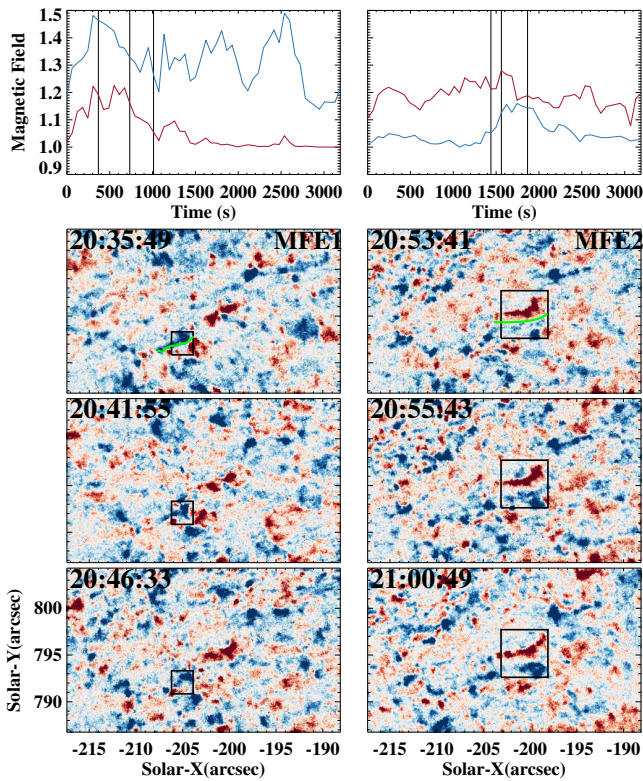 Magnetic Field
1.5
1.4
1.3
1.2
1.1
1.0
0.9
0 500 1000 1500 2000 2500 3000
Time (s)
0 500 1000 1500 2000 2500 3000
Time (s)
20:35:49 MFE1
20:53:41 MFE2
20:41:55
20:55:43
20:46:33
21:00:49
Solar-Y(arcsec)
800
795
790
-215 -210 -205 -200 -195 -190
Solar-X(arcsec)
-215 -210 -205 -200 -195 -190
Solar-X(arcsec)